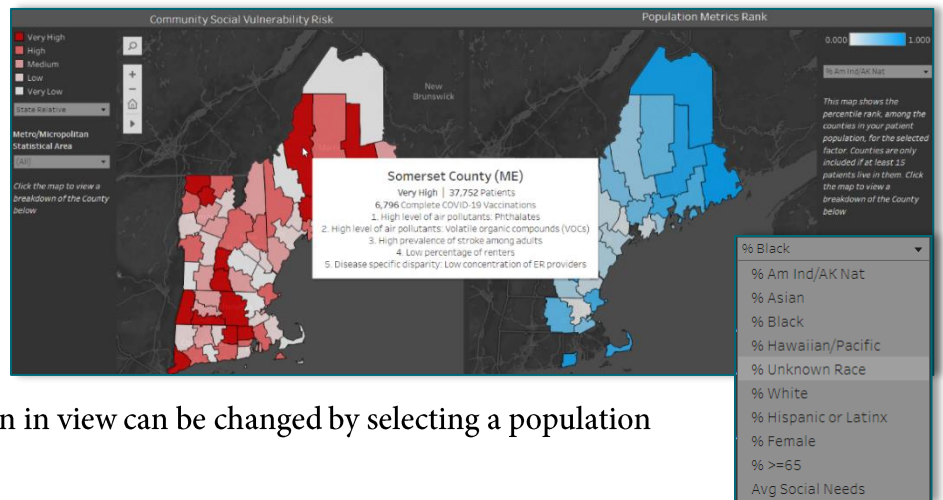 Community Social Vulnerability Risk
Population Metrics Rank
Very High
High
Medium
Low
Very Low
State Relative
Metro/Micropolitan
Statistical Area
(All)
Click the map to view a
breakdown of the County
below
New
Brunswick
Somerset County (ME)
Very High | 37,752 Patients
6,796 Complete COVID-19 Vaccinations
1. High level of air pollutants: Phthalates
2. High level of air pollutants: Volatile organic compounds (VOCs)
3. High prevalence of stroke among adults
4. Low percentage of renters
5. Disease specific disparity: Low concentration of ER providers
0.000 1.000
% Am Ind/AK Nat
This map shows the
percentile rank, among the
counties in your patient
population, for the selected
factor. Counties are only
included if at least 15
patients live in them. Click
the map to view a
breakdown of the County
below
% Black
% Am Ind/AK Nat
% Asian
% Black
% Hawaiian/Pacific
% Unknown Race
% White
% Hispanic or Latinx
% Female
% >=65
Avg Social Needs
n in view can be changed by selecting a population